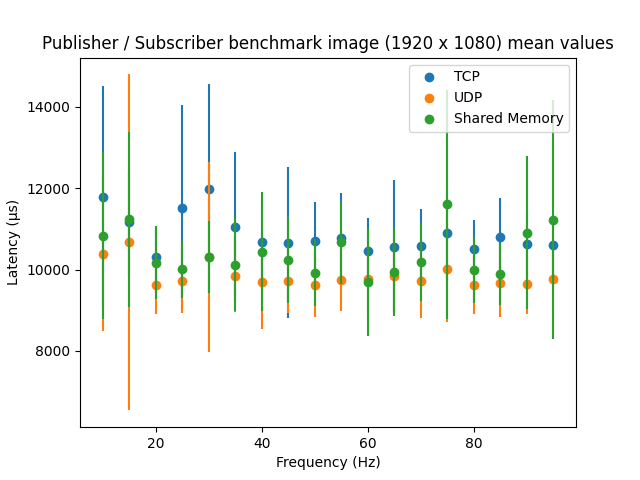 Publisher / Subscriber benchmark image (1920 x 1080) mean values
TCP
UDP
Shared Memory
Latency (µs)
14000
12000
10000
8000
20
40
60
80
Frequency (Hz)